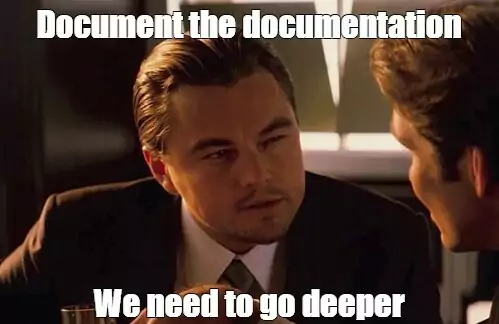 Document the documentation
We need to go deeper